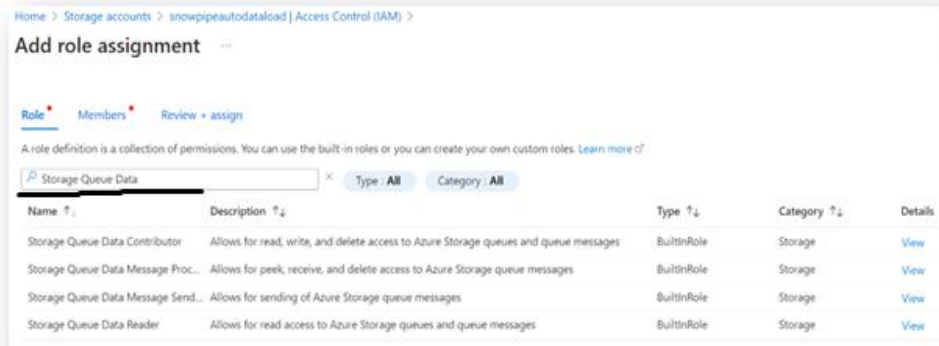 Home > Storage accounts > snowpipeautodataload | Access Control (IAM) >
Add role assignment ...
Role* Members* Review + assign
A role definition is a collection of permissions. You can use the built-in roles or you can create your own custom roles. Learn more
Storage Queue Data × Type : All Category : All
Name ↑↓ Description ↑↓ Type ↑↓ Category ↑↓ Details
Storage Queue Data Contributor Allows for read, write, and delete access to Azure Storage queues and queue messages BuiltInRole Storage View
Storage Queue Data Message Proc... Allows for peek, receive, and delete access to Azure Storage queue messages BuiltInRole Storage View
Storage Queue Data Message Send... Allows for sending of Azure Storage queue messages BuiltInRole Storage View
Storage Queue Data Reader Allows for read access to Azure Storage queues and queue messages BuiltInRole Storage View